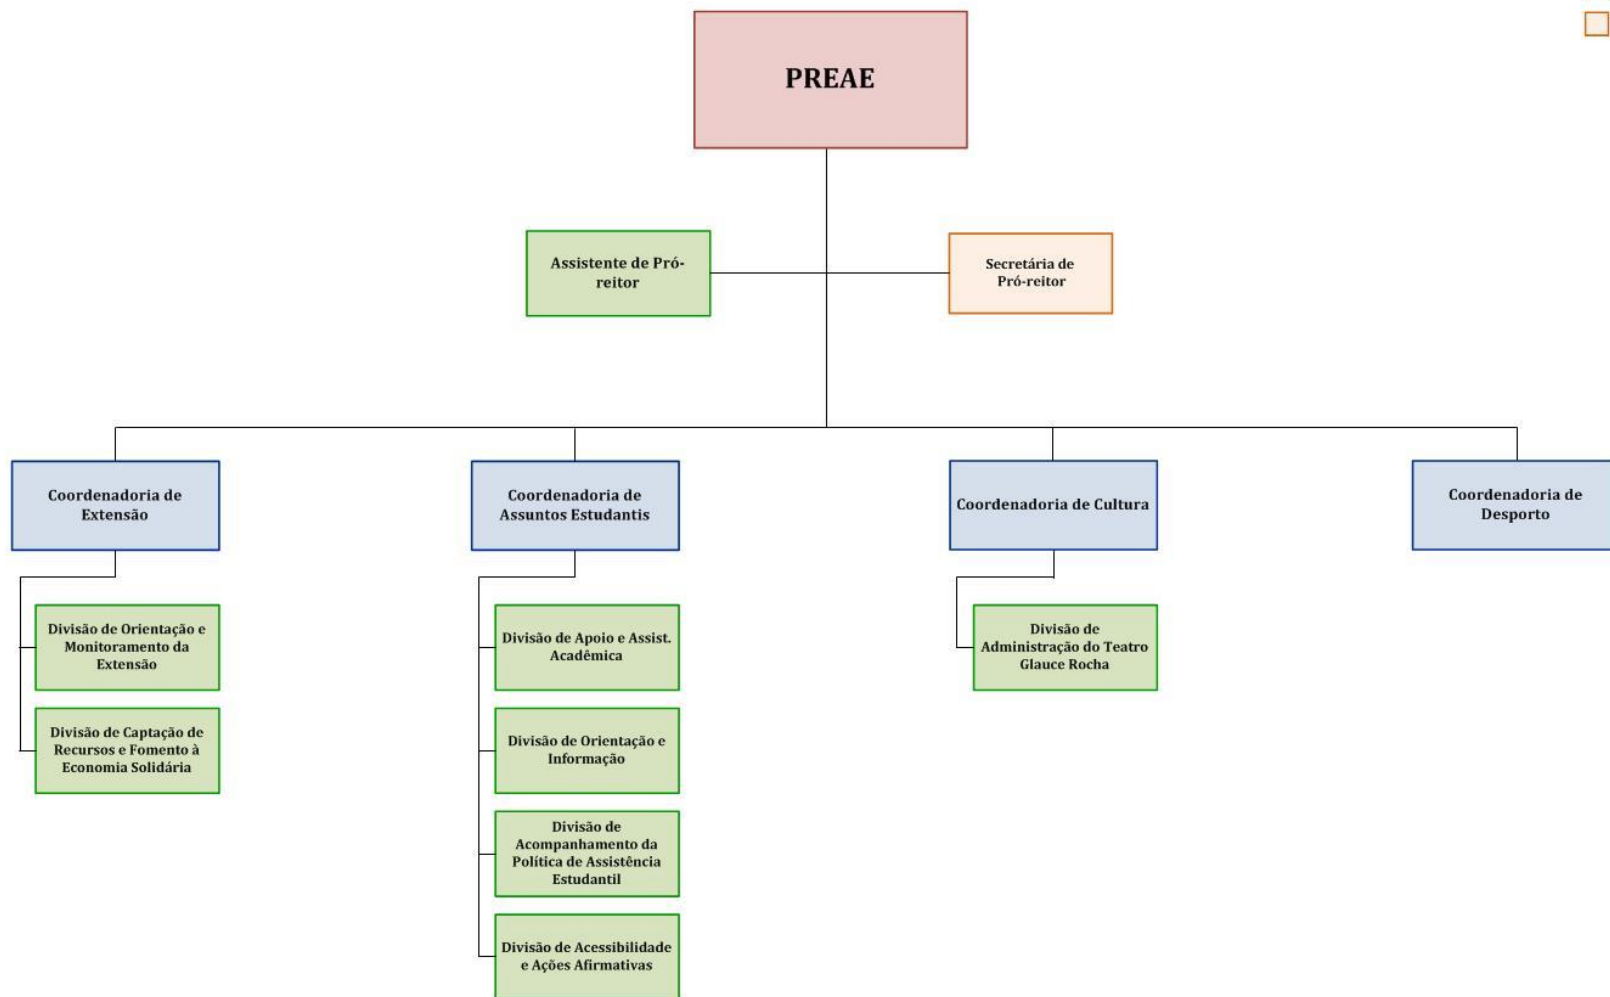 PREAE
Assistente de Pró-
reitor
Secretária de
Pró-reitor
Coordenadoria de
Extensão
Coordenadoria de
Assuntos Estudantis
Coordenadoria de Cultura
Coordenadoria de
Desporto
Divisão de Orientação e
Monitoramento da
Extensão
Divisão de Captação de
Recursos e Fomento à
Economia Solidária
Divisão de Apoio e Assist.
Acadêmica
Divisão de Orientação e
Informação
Divisão de
Acompanhamento da
Política de Assistência
Estudantil
Divisão de Acessibilidade
e Ações Afirmativas
Divisão de
Administração do Teatro
Glauce Rocha